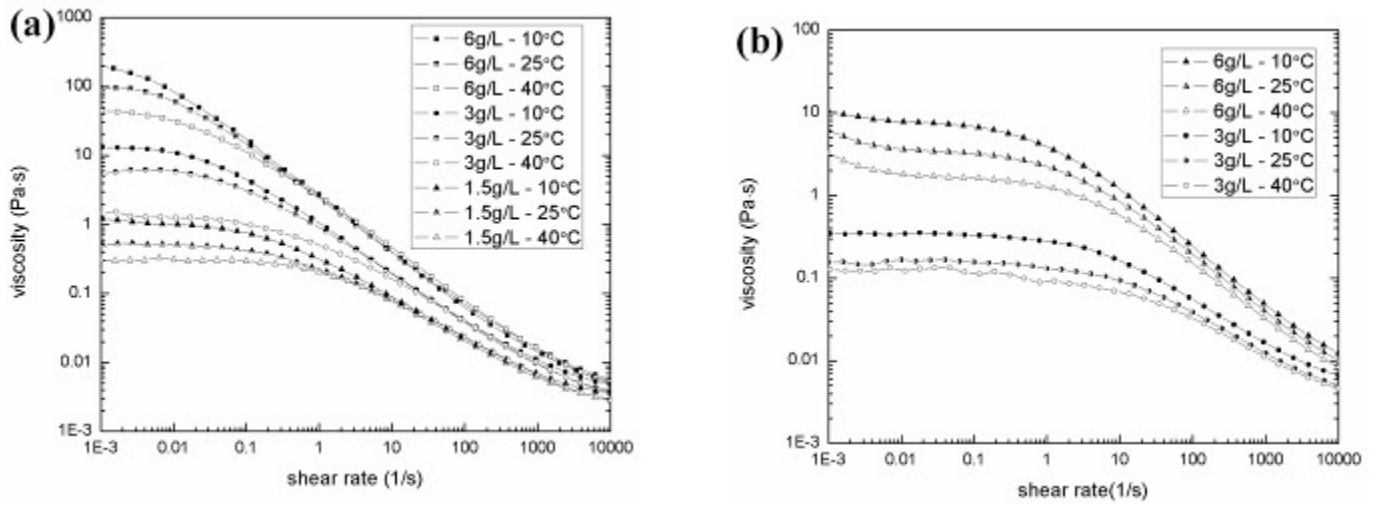 (a)
1000
100
10
1
0.1
0.01
1E-3
viscosity (Pa·s)
6g/L - 10°C
6g/L - 25°C
6g/L - 40°C
3g/L - 10°C
3g/L - 25°C
3g/L - 40°C
1.5g/L - 10°C
1.5g/L - 25°C
1.5g/L - 40°C
1E-3 0.01 0.1 1 10 100 1000 10000
shear rate (1/s)
(b)
100
10
1
0.1
0.01
1E-3
viscosity (Pa·s)
6g/L - 10°C
6g/L - 25°C
6g/L - 40°C
3g/L - 10°C
3g/L - 25°C
3g/L - 40°C
1E-3 0.01 0.1 1 10 100 1000 10000
shear rate(1/s)